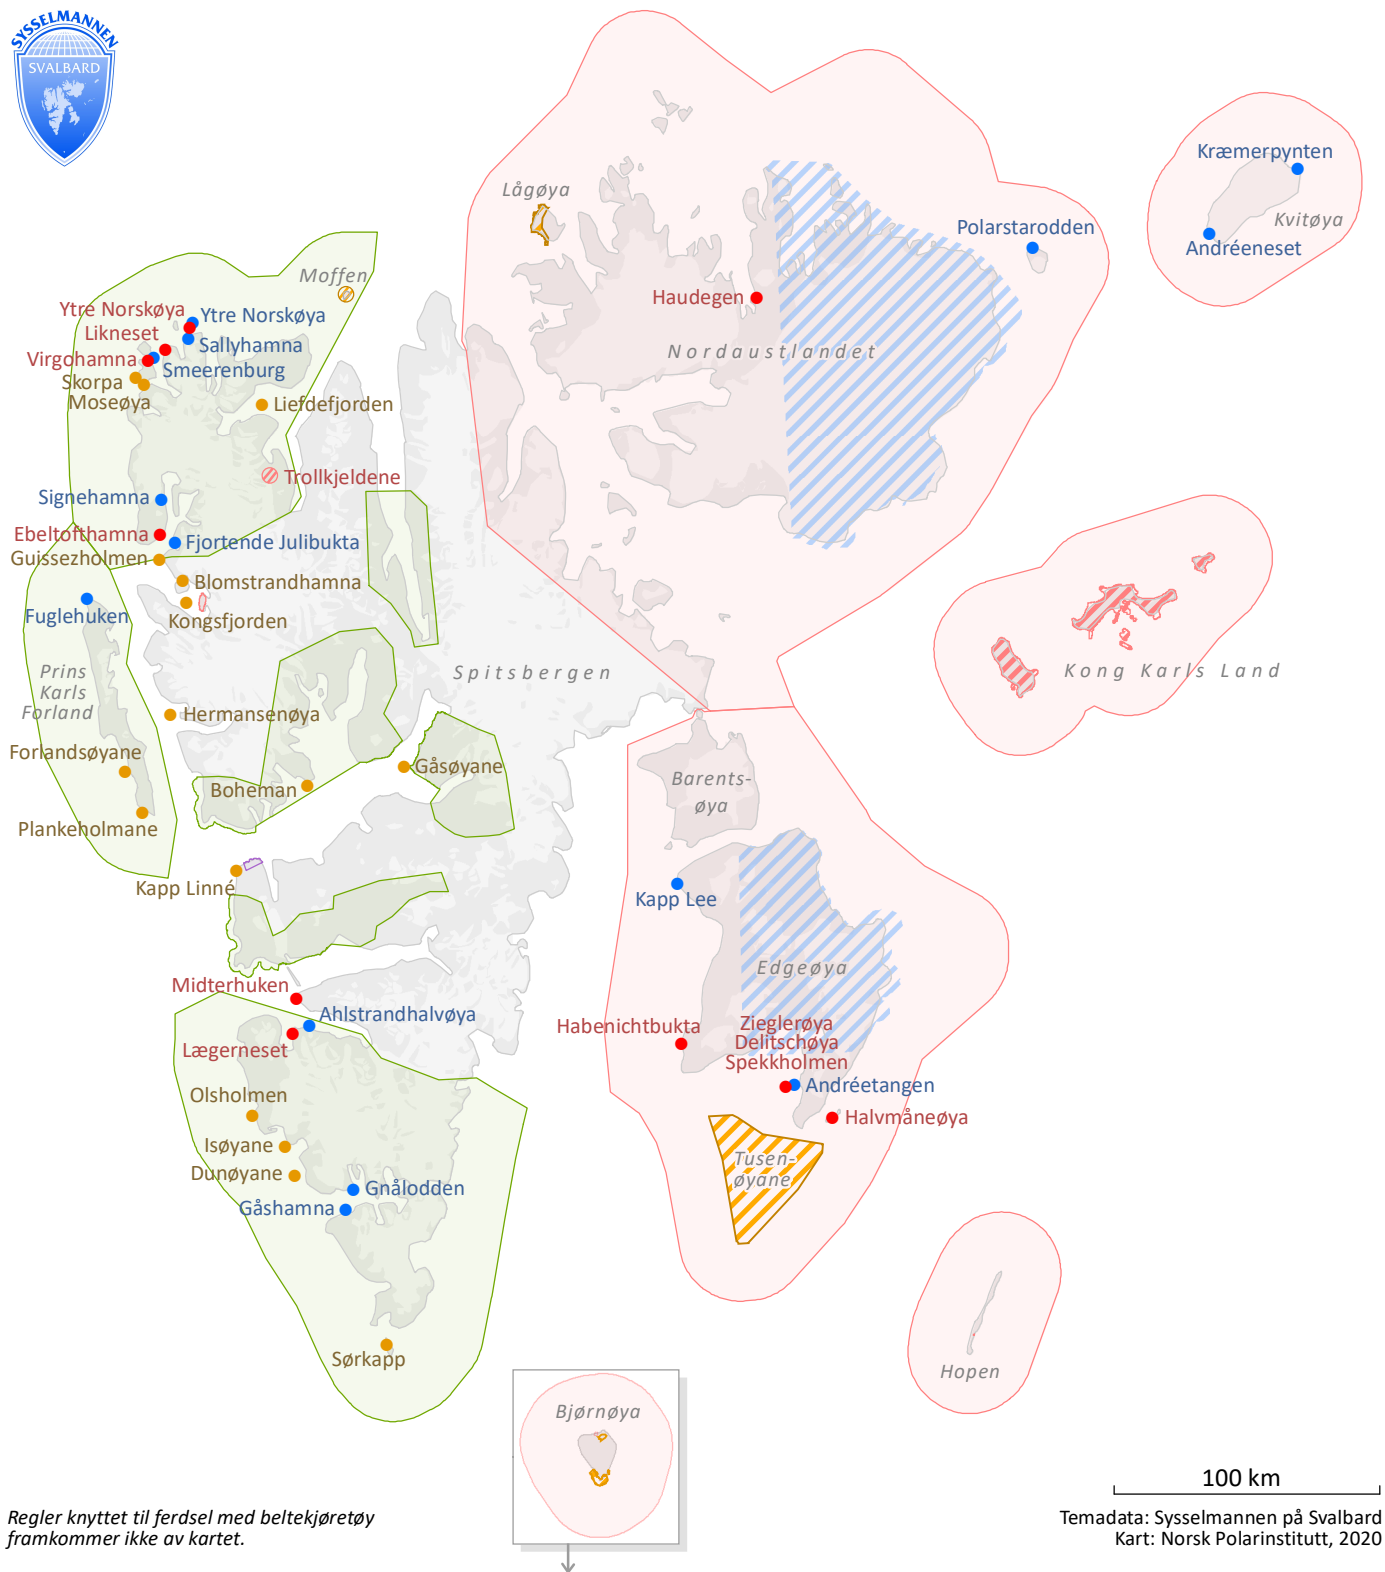 SYSSELMANNEN
SVALBARD
Kræmerpynten
Kvitøya
Andréeneset
Lågøya
Polarstarodden
Haudegen
Nordaustlandet
Moffen
Ytre Norskøya
Ytre Norskøya
Likneset
Sallyhamna
Virgohamna
Smeerenburg
Skorpa
Moseøya
Liefdefjorden
Trollkjeldene
Signehamna
Ebeltofthamna
Fjortende Julibukta
Guissezholmen
Blomstrandhamna
Fuglehuken
Kongsfjorden
Prins
Karls
Forland
Spitsbergen
Kong Karls Land
Hermansenøya
Forlandsøyane
Gåsøyane
Boheman
Plankeholmane
Barents-
øya
Kapp Linné
Kapp Lee
Edgeøya
Midterhuken
Ahlstrandhalvøya
Lægerneset
Habenichtbukta
Zieglerøya
Delitschøya
Spekkholmen
Andréetangen
Halvmåneøya
Olsholmen
Isøyane
Dunøyane
Gnålodden
Gåshamna
Tusen-
øyane
Sørkapp
Hopen
Bjørnøya
100 km
Regler knyttet til ferdsel med beltekjøretøy
framkommer ikke av kartet.
Temadata: Sysselmannen på Svalbard
Kart: Norsk Polarinstitutt, 2020